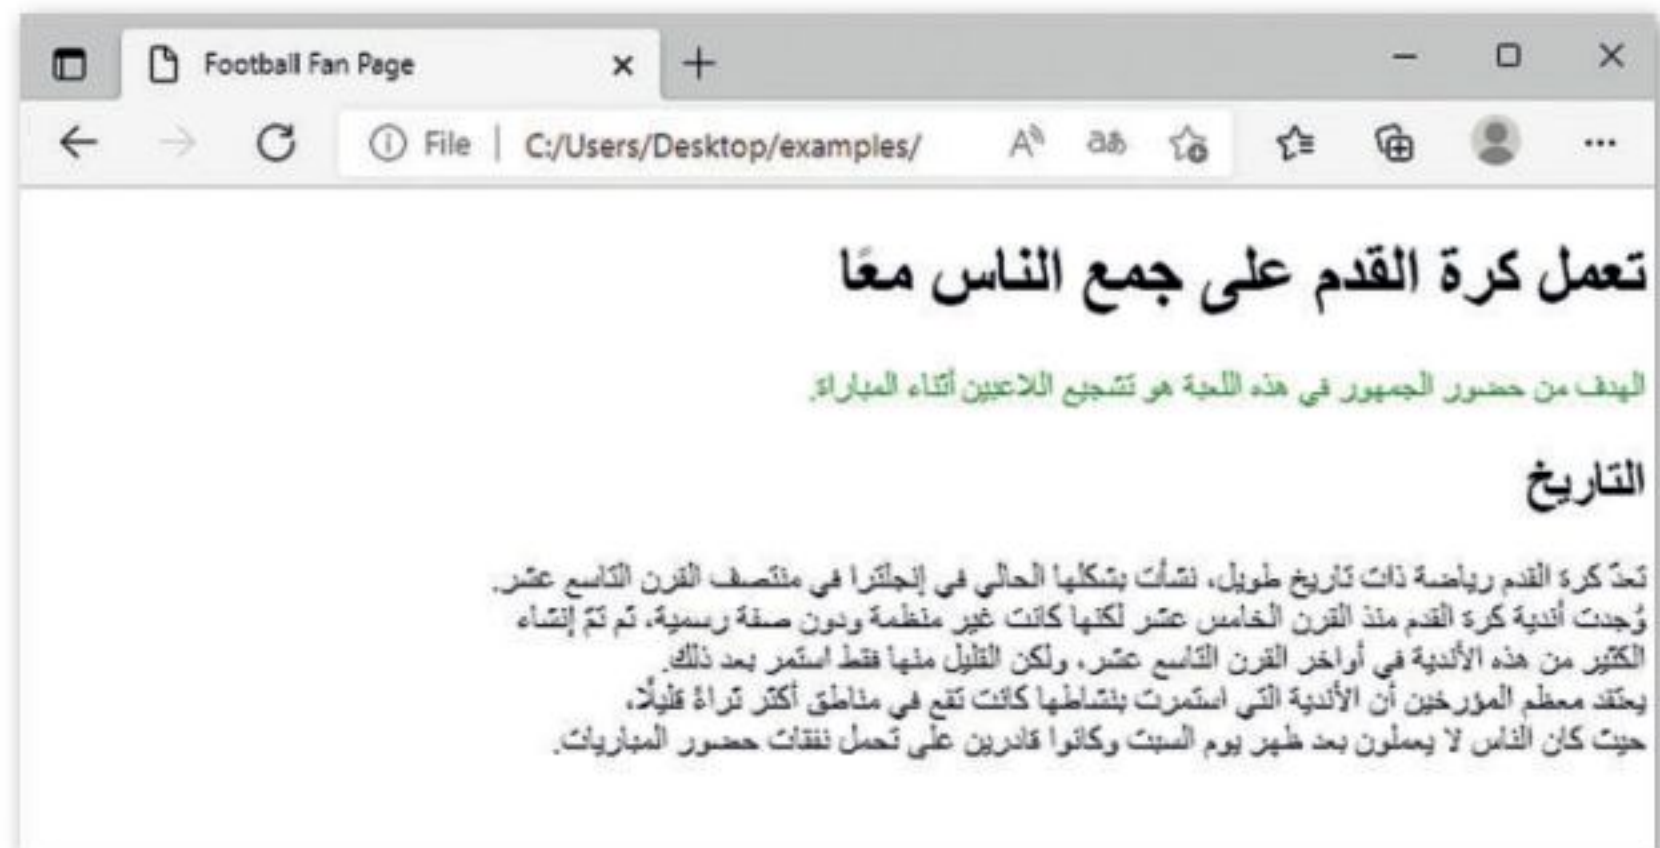 Football Fan Page
File | C:/Users/Desktop/examples/
تعمل كرة القدم على جمع الناس معًا
الهدف من حضور الجمهور في هذه اللعبة هو تشجيع اللاعبين أثناء المباراة.
التاريخ
تعدّ كرة القدم رياضة ذات تاريخ طويل، نشأت بشكلها الحالي في إنجلترا في منتصف القرن التاسع عشر.
وُجدت أندية كرة القدم منذ القرن الخامس عشر لكنها كانت غير منظمة ودون صفة رسمية، ثم تمّ إنشاء
الكثير من هذه الأندية في أواخر القرن التاسع عشر، ولكن القليل منها فقط استمر بعد ذلك.
يعتقد معظم المؤرخين أن الأندية التي استمرت بنشاطها كانت تقع في مناطق أكثر ثراءً قليلًا،
حيث كان الناس لا يعملون بعد ظهر يوم السبت وكانوا قادرين على تحمل نفقات حضور المباريات.